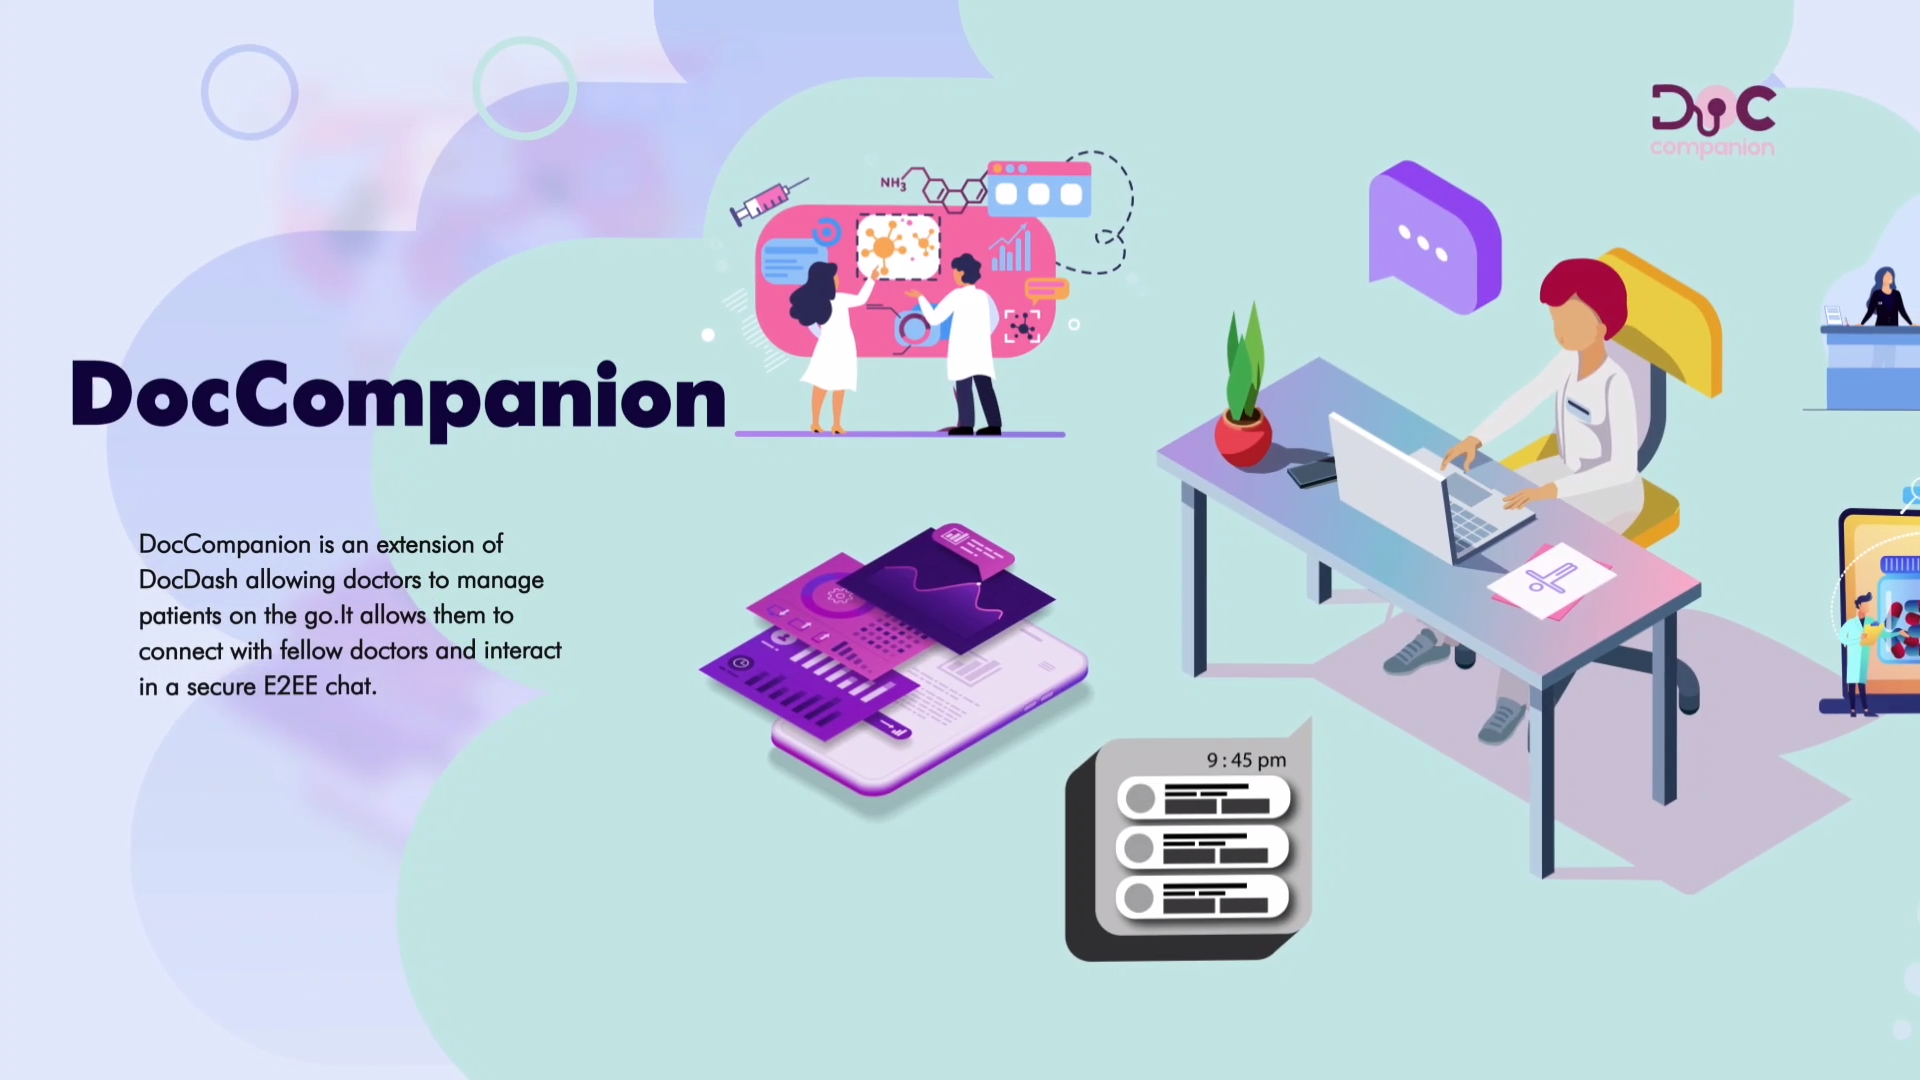 DOC
companion
NH3
DocCompanion
DocCompanion is an extension of
DocDash allowing doctors to manage
patients on the go.It allows them to
connect with fellow doctors and interact
in a secure E2EE chat.
9:45 pm